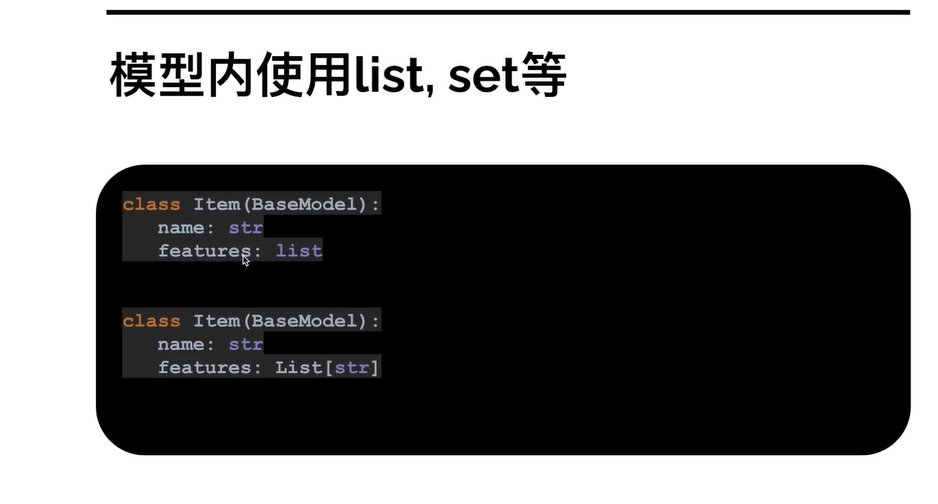 模型内使用list, set等
class Item(BaseModel):
name: str
features: list
class Item(BaseModel):
name: str
features: List[str]